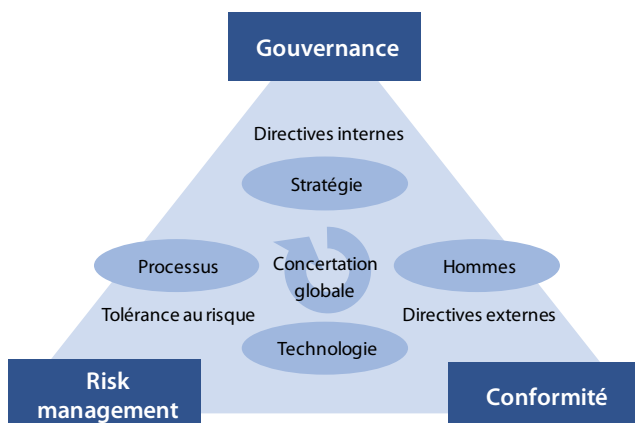 Gouvernance
Directives internes
Stratégie
Processus
Concertation
globale
Hommes
Tolérance au risque
Directives externes
Technologie
Risk
management
Conformité